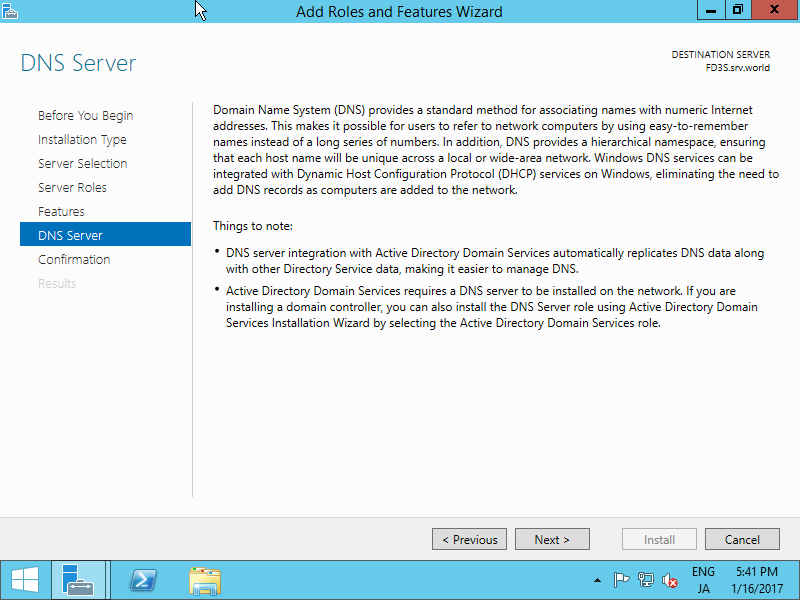 Add Roles and Features Wizard
DNS Server
DESTINATION SERVER
FD3S.srv.world
Before You Begin
Installation Type
Server Selection
Server Roles
Features
DNS Server
Confirmation
Results
Domain Name System (DNS) provides a standard method for associating names with numeric Internet
addresses. This makes it possible for users to refer to network computers by using easy-to-remember
names instead of a long series of numbers. In addition, DNS provides a hierarchical namespace, ensuring
that each host name will be unique across a local or wide-area network. Windows DNS services can be
integrated with Dynamic Host Configuration Protocol (DHCP) services on Windows, eliminating the need to
add DNS records as computers are added to the network.
Things to note:
• DNS server integration with Active Directory Domain Services automatically replicates DNS data along
with other Directory Service data, making it easier to manage DNS.
• Active Directory Domain Services requires a DNS server to be installed on the network. If you are
installing a domain controller, you can also install the DNS Server role using Active Directory Domain
Services Installation Wizard by selecting the Active Directory Domain Services role.
< Previous
Next >
Install
Cancel
ENG
JA
5:41 PM
1/16/2017